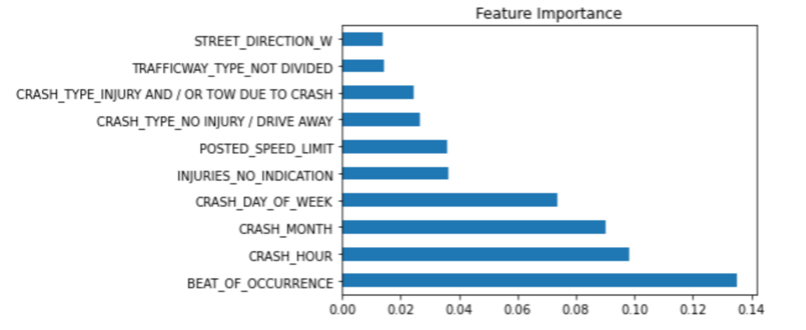 Feature Importance
STREET_DIRECTION_W
TRAFFICWAY_TYPE_NOT DIVIDED
CRASH_TYPE_INJURY AND / OR TOW DUE TO CRASH
CRASH_TYPE_NO INJURY / DRIVE AWAY
POSTED_SPEED_LIMIT
INJURIES_NO_INDICATION
CRASH_DAY_OF_WEEK
CRASH_MONTH
CRASH_HOUR
BEAT_OF_OCCURRENCE
0.00 0.02 0.04 0.06 0.08 0.10 0.12 0.14